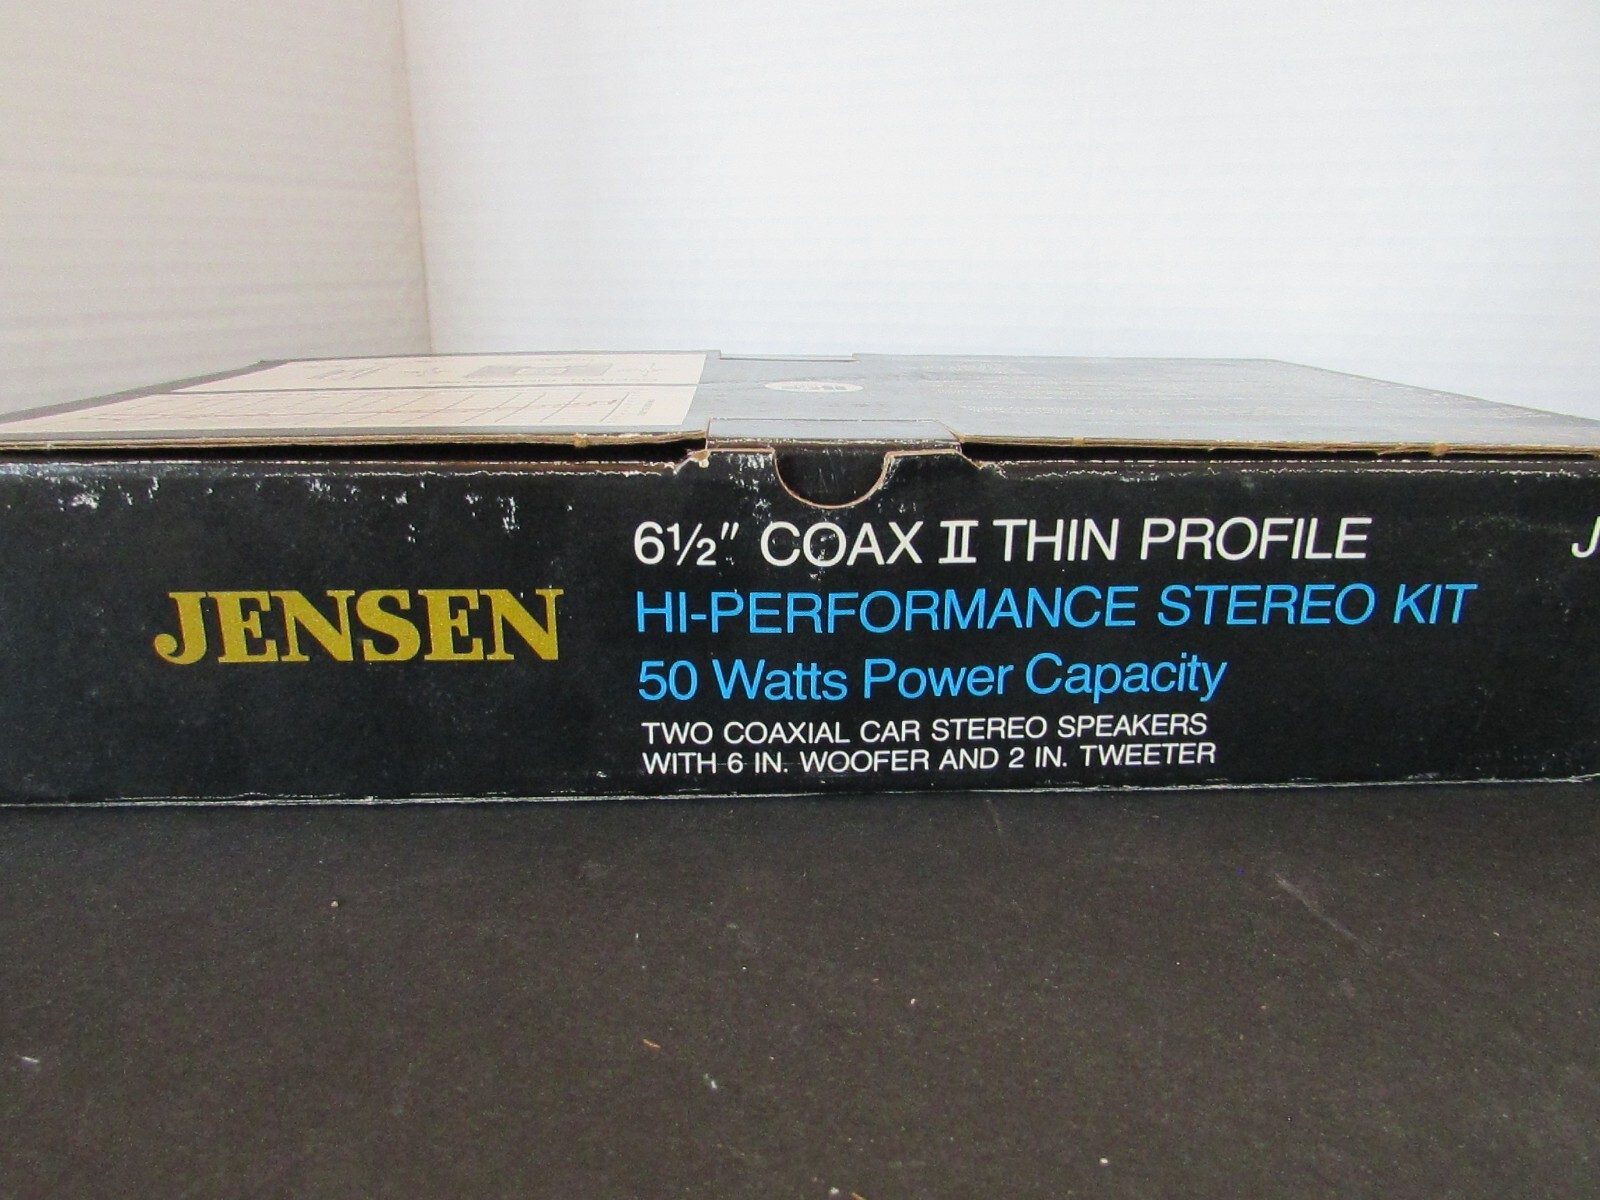 JENSEN
6½" COAX II THIN PROFILE
HI-PERFORMANCE STEREO KIT
50 Watts Power Capacity
TWO COAXIAL CAR STEREO SPEAKERS
WITH 6 IN. WOOFER AND 2 IN. TWEETER
J